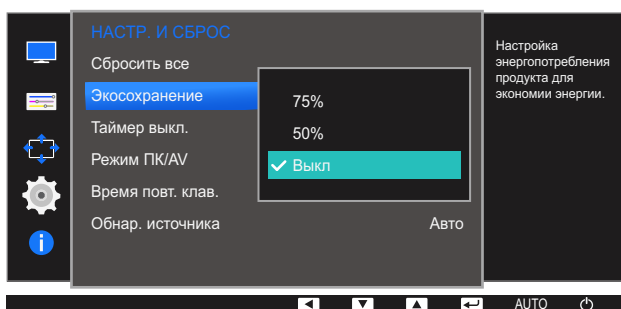 НАСТР. И СБРОС
Сбросить все
Экосохранение
Таймер выкл.
Режим ПК/AV
Время повт. клав.
Обнар. источника
Авто
75%
50%
Выкл
Настройка
энергопотребления
продукта для
экономии энергии.
AUTO